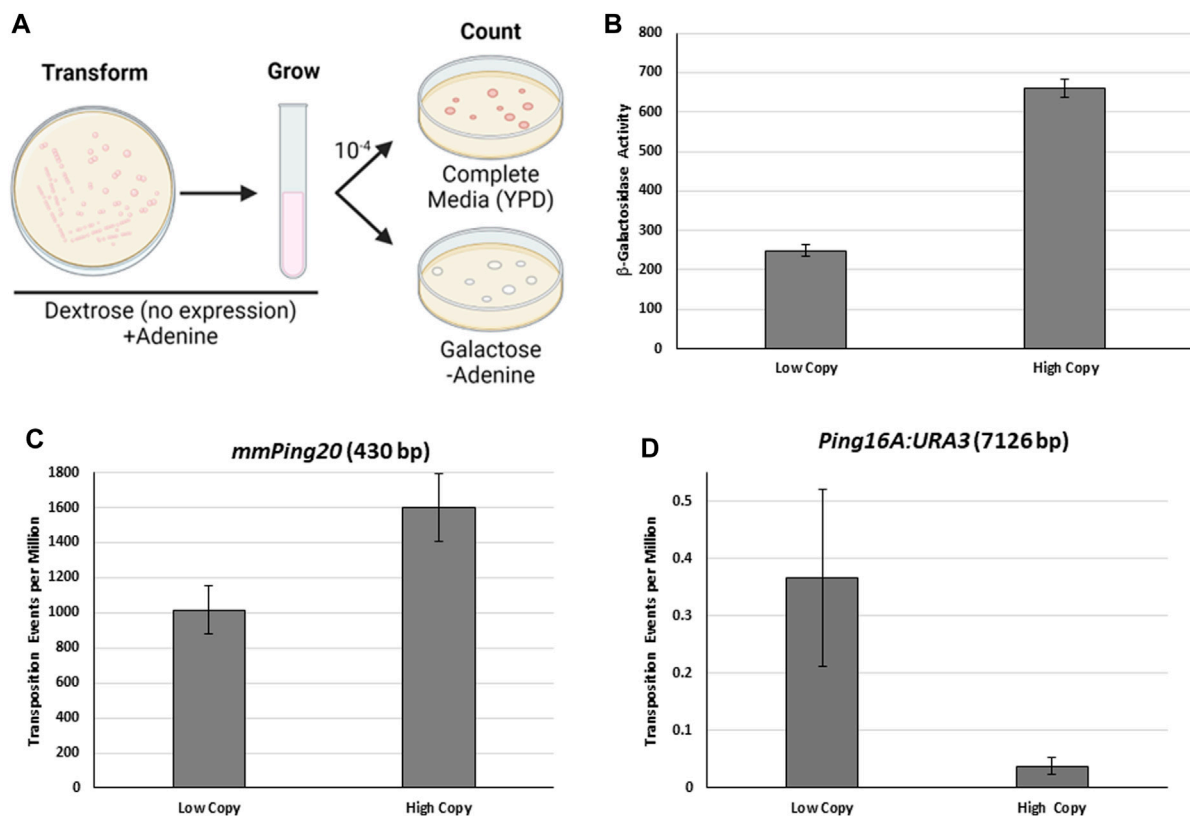 A
Transform
Grow
Count
10-4
Complete
Media (YPD)
Dextrose (no expression)
+Adenine
Galactose
-Adenine
B
β-Galactosidase Activity
800
700
600
500
400
300
200
100
0
Low Copy
High Copy
C
mmPing20 (430 bp)
Transposition Events per Million
1800
1600
1400
1200
1000
800
600
400
200
0
Low Copy
High Copy
D
Ping16A:URA3 (7126 bp)
Transposition Events per Million
0.5
0.4
0.3
0.2
0.1
0
Low Copy
High Copy